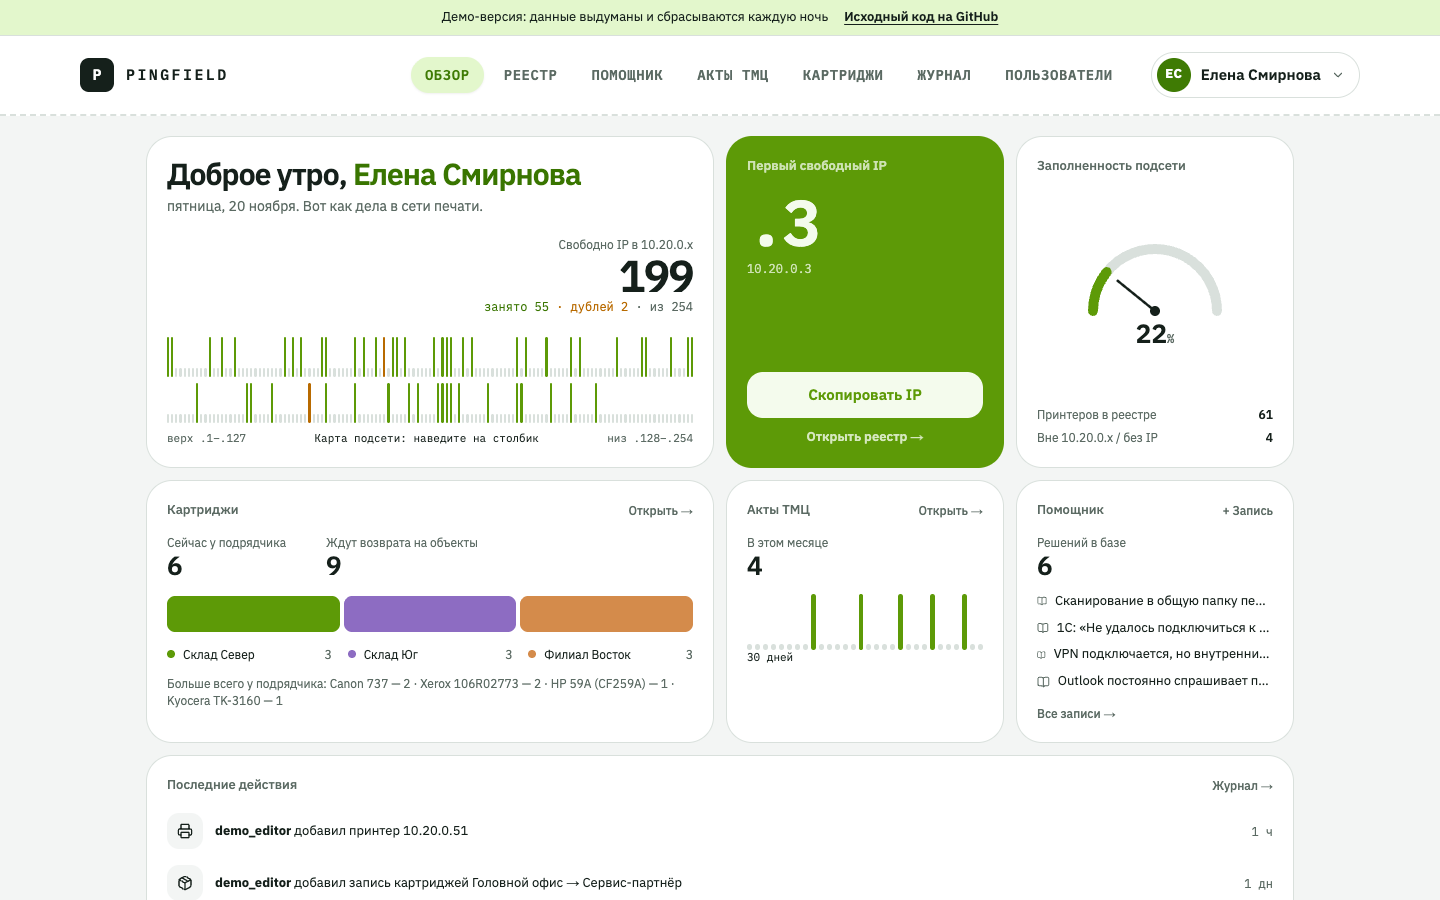 Демо-версия: данные выдуманы и сбрасываются каждую ночь Исходный код на GitHub
P PINGFIELD ОБЗОР РЕЕСТР ПОМОЩНИК АКТЫ ТМЦ КАРТРИДЖИ ЖУРНАЛ ПОЛЬЗОВАТЕЛИ ЕС Елена Смирнова
Доброе утро, Елена Смирнова
пятница, 20 ноября. Вот как дела в сети печати.
Свободно IP в 10.20.0.x
199
занято 55 · дублей 2 · из 254
верх .1–.127 Карта подсети: наведите на столбик низ .128–.254
Первый свободный IP
.3
10.20.0.3
Скопировать IP
Открыть реестр →
Заполненность подсети
22%
Принтеров в реестре 61
Вне 10.20.0.x / без IP 4
Картриджи Открыть →
Сейчас у подрядчика Ждут возврата на объекты
6 9
Склад Север 3 Склад Юг 3 Филиал Восток 3
Больше всего у подрядчика: Canon 737 — 2 · Xerox 106R02773 — 2 · HP 59A (CF259A) — 1 ·
Kyocera TK-3160 — 1
Акты ТМЦ Открыть →
В этом месяце
4
30 дней
Помощник + Запись
Решений в базе
6
Сканирование в общую папку пе...
1С: «Не удалось подключиться к ...
VPN подключается, но внутренни...
Outlook постоянно спрашивает п...
Все записи →
Последние действия Журнал →
demo_editor добавил принтер 10.20.0.51 1 ч
demo_editor добавил запись картриджей Головной офис → Сервис-партнёр 1 дн